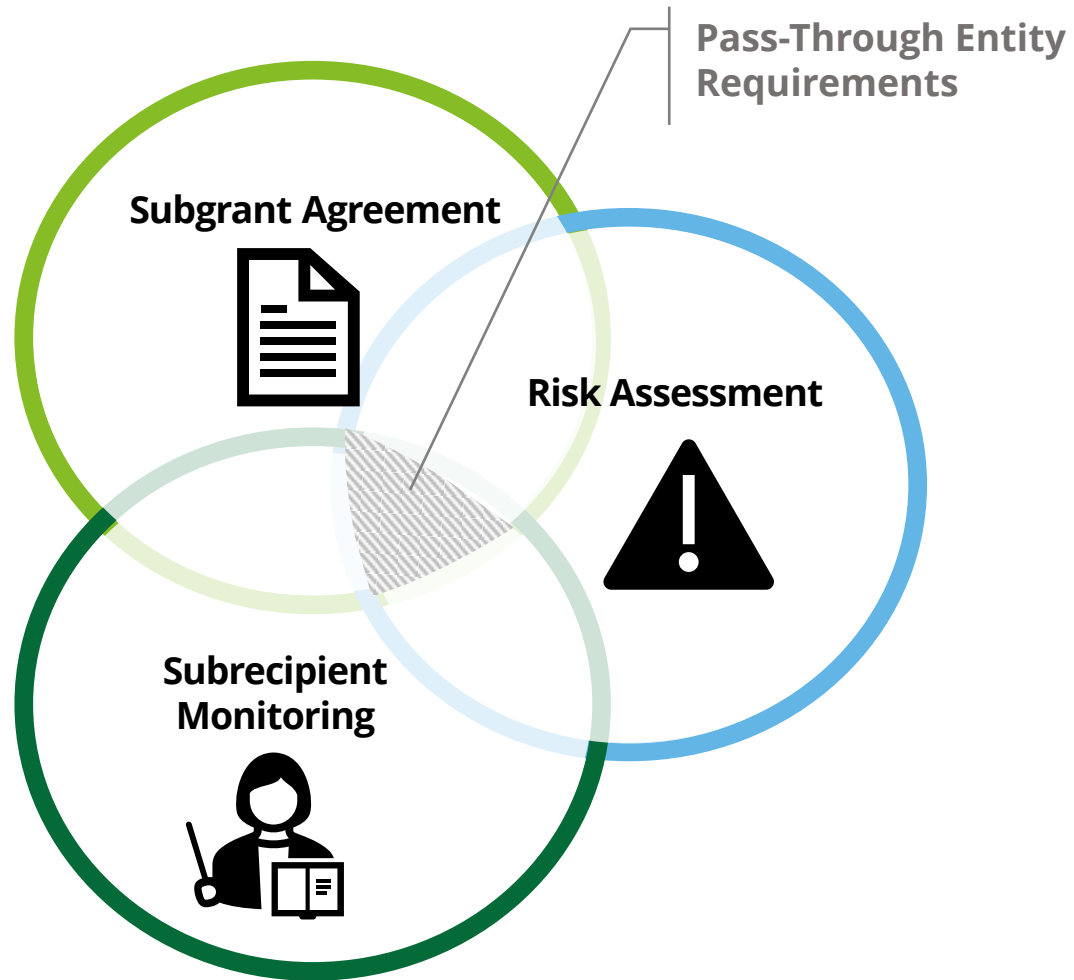 Pass-Through Entity
Requirements
Subgrant Agreement
Risk Assessment
Subrecipient
Monitoring